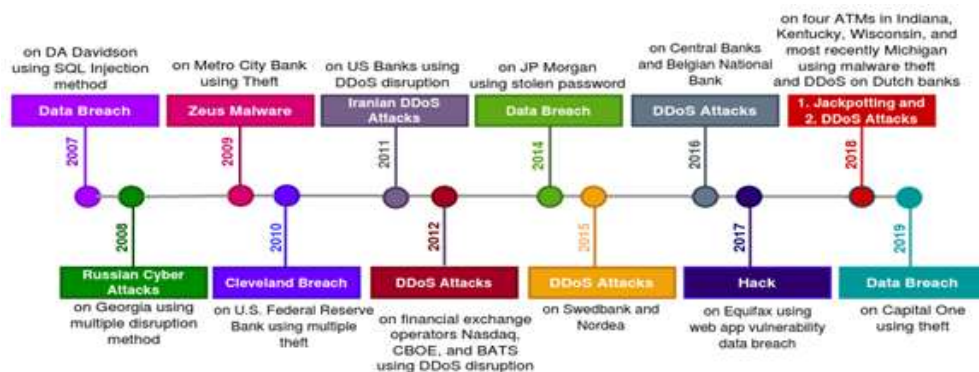 on DA Davidson
using SQL Injection
method
Data Breach
2007
Russian Cyber
Attacks
2008
on Georgia using
multiple disruption
method
on Metro City Bank
using Theft
Zeus Malware
2009
Cleveland Breach
2010
on U.S. Federal Reserve
Bank using multiple
theft
on US Banks using
DDoS disruption
Iranian DDoS
Attacks
2011
DDoS Attacks
2012
on financial exchange
operators Nasdaq,
CBOE, and BATS
using DDoS disruption
on JP Morgan
using stolen password
Data Breach
2014
DDoS Attacks
2015
on Swedbank and
Nordea
on Central Banks
and Belgian National
Bank
DDoS Attacks
2016
Hack
2017
on Equifax using
web app vulnerability
data breach
on four ATMs in Indiana,
Kentucky, Wisconsin, and
most recently Michigan
using malware theft
and DDoS on Dutch banks
1. Jackpotting and
2. DDoS Attacks
2018
Data Breach
2019
on Capital One
using theft